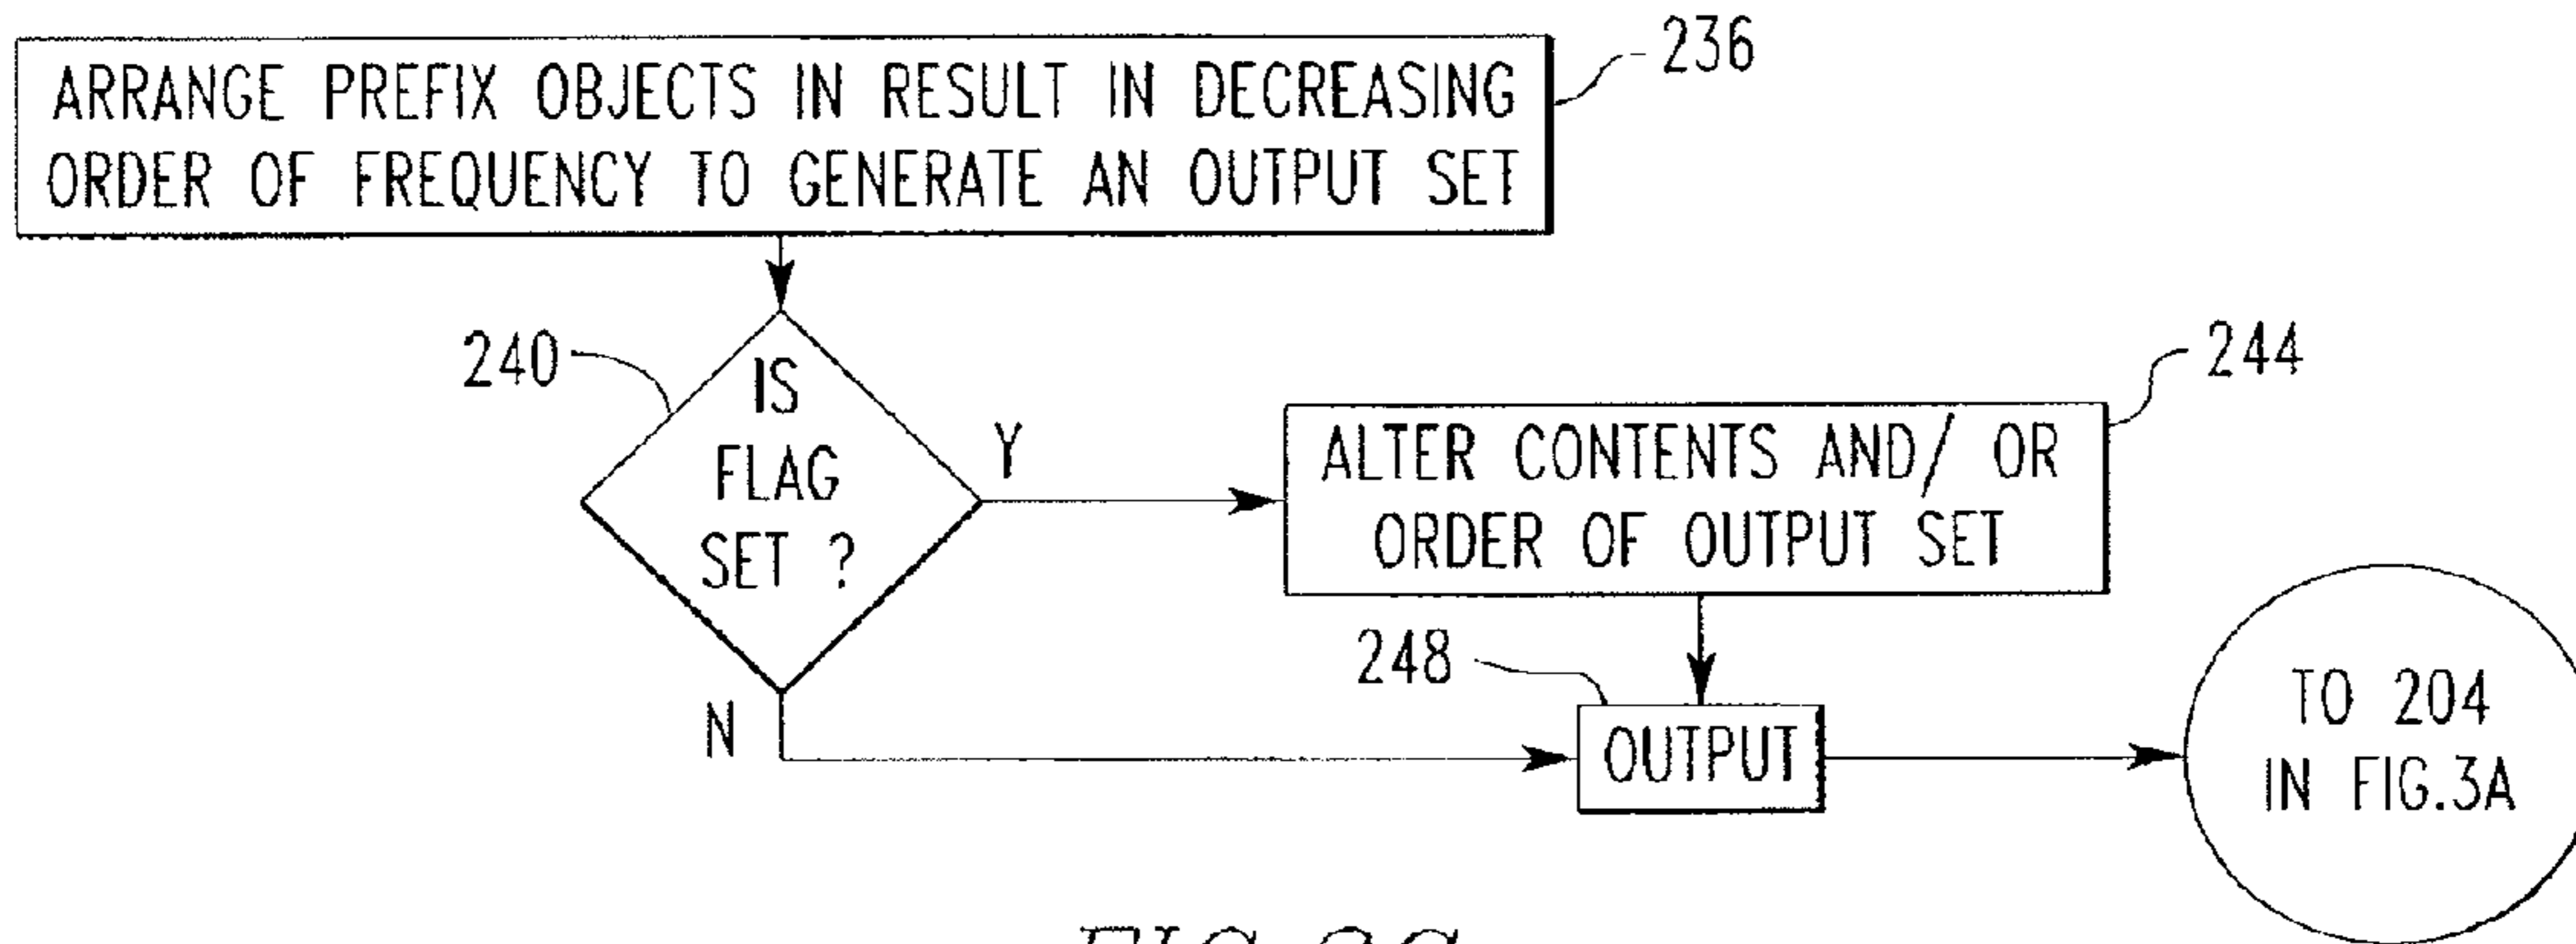 236
ARRANGE PREFIX OBJECTS IN RESULT IN DECREASING
ORDER OF FREQUENCY TO GENERATE AN OUTPUT SET
240
IS
FLAG
SET ?
Y
N
244
ALTER CONTENTS AND/ OR
ORDER OF OUTPUT SET
248
OUTPUT
TO 204
IN FIG.3A